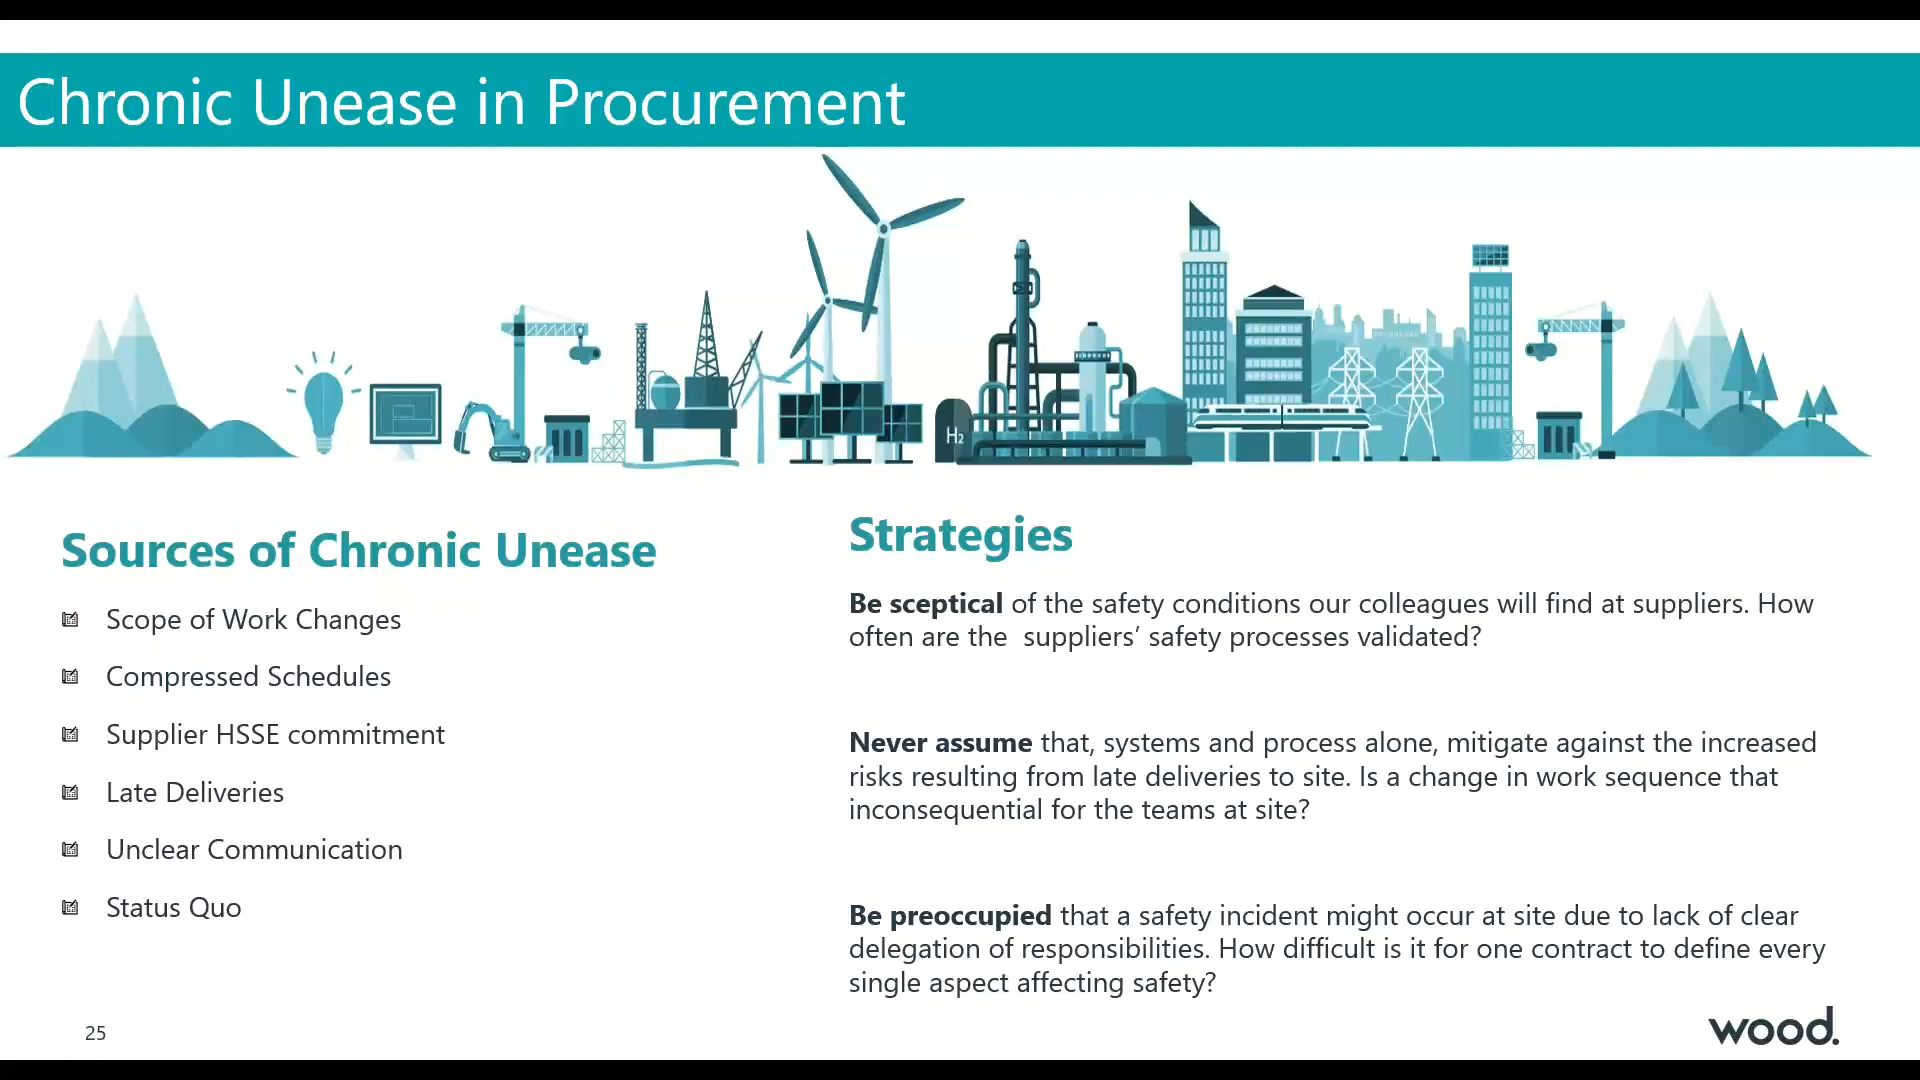 Chronic Unease in Procurement
H₂
Sources of Chronic Unease
Scope of Work Changes
Compressed Schedules
Supplier HSSE commitment
Late Deliveries
Unclear Communication
Status Quo
Strategies
Be sceptical of the safety conditions our colleagues will find at suppliers. How
often are the  suppliers’ safety processes validated?
Never assume that, systems and process alone, mitigate against the increased
risks resulting from late deliveries to site. Is a change in work sequence that
inconsequential for the teams at site?
Be preoccupied that a safety incident might occur at site due to lack of clear
delegation of responsibilities. How difficult is it for one contract to define every
single aspect affecting safety?
25
wood.